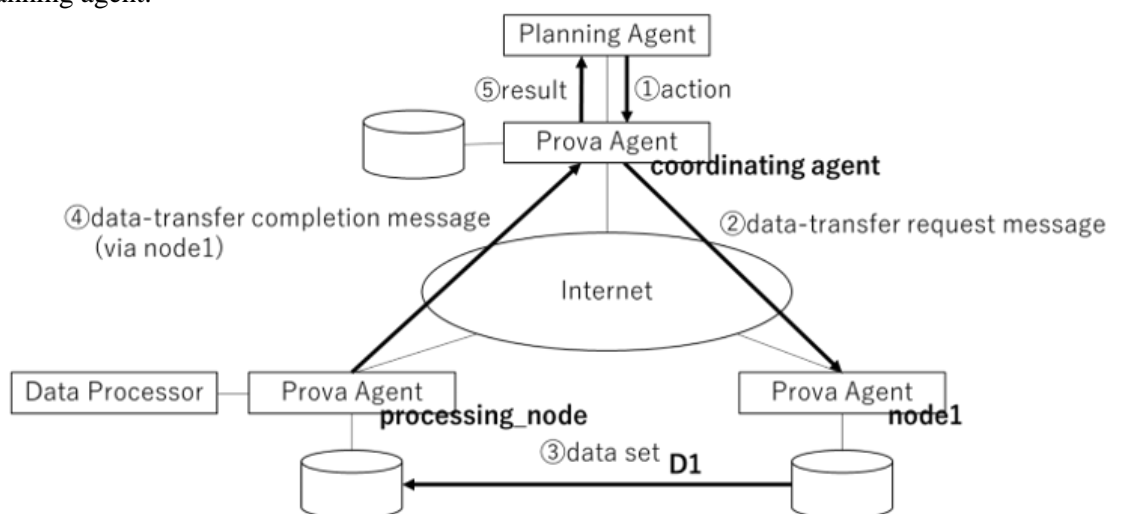 anning agent.
Planning Agent
⑤result
①action
Prova Agent
coordinating agent
④data-transfer completion message
(via node1)
②data-transfer request message
Internet
Data Processor
Prova Agent
processing_node
Prova Agent
node1
③data set
D1